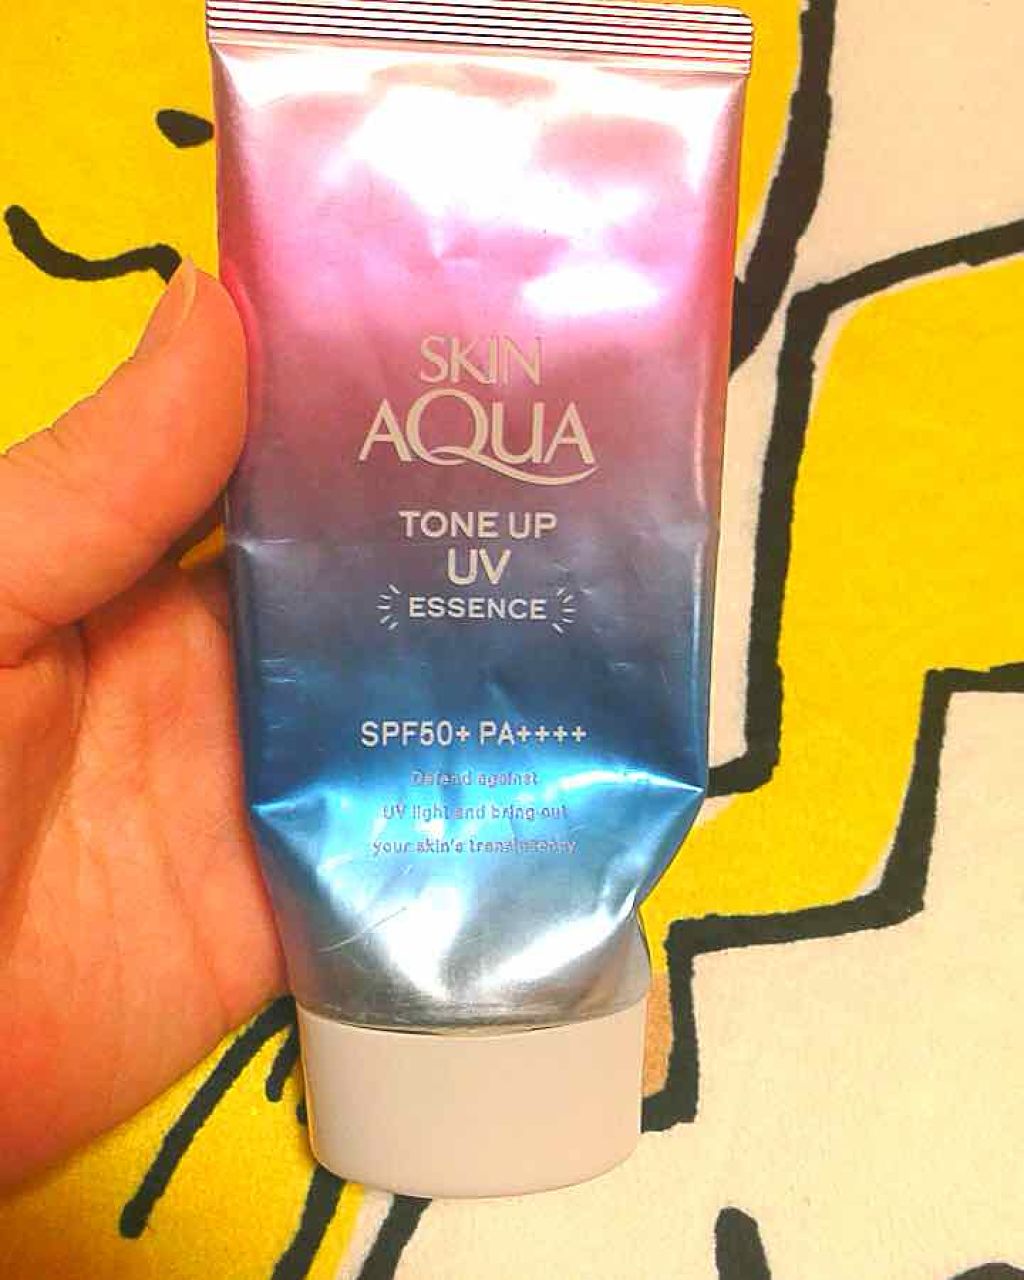 SKIN
AQUA
TONE UP
UV
ESSENCE
SPF50+ PA++++
Defend against
UV light and bring out
your skin's translucency